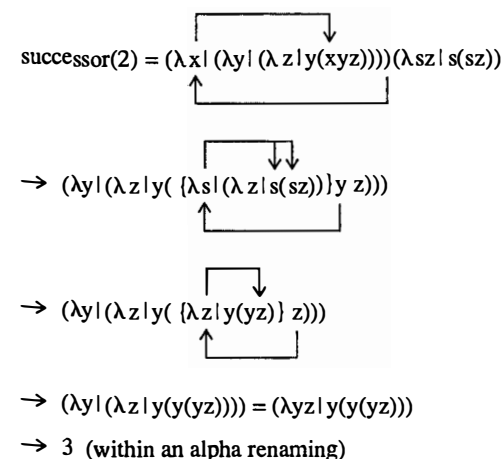 successor(2) = (λx|(λy|(λz|y(xyz))))(λsz|s(sz))
→ (λy|(λz|y( {λs|(λz|s(sz))}y z)))
→ (λy|(λz|y( {λz|y(yz)} z)))
→ (λy|(λz|y(y(yz)))) = (λyz|y(y(yz)))
→ 3 (within an alpha renaming)